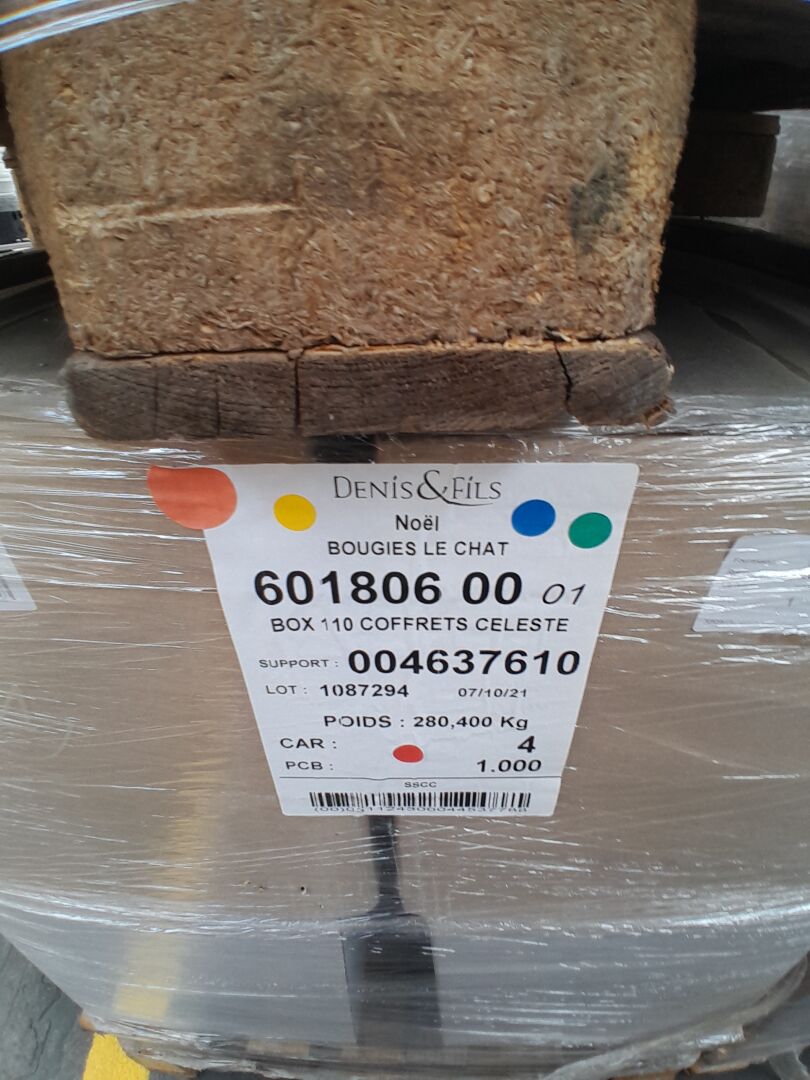 DENIS&FILS
Noël
BOUGIES LE CHAT
601806 00 01
BOX 110 COFFRETS CELESTE
SUPPORT : 004637610
LOT : 1087294 07/10/21
POIDS : 280,400 Kg
CAR : 4
PCB : 1.000
SSCC